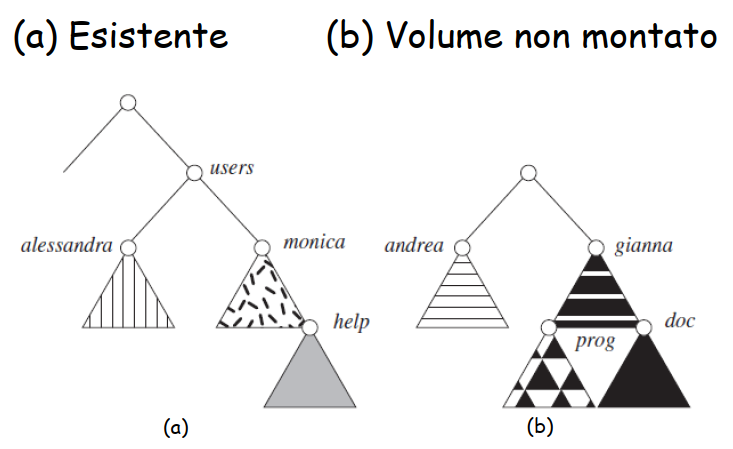 (a) Esistente
(b) Volume non montato
users
alessandra
monica
andrea
gianna
help
prog
doc
(a)
(b)